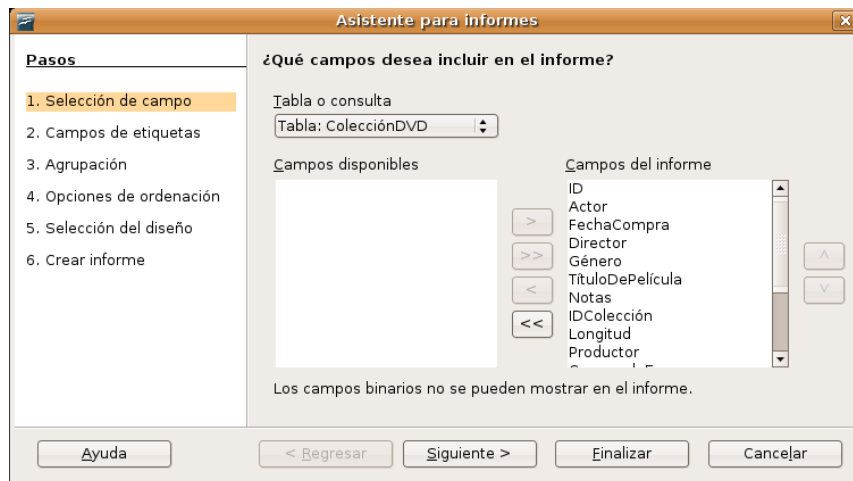 Asistente para informes
Pasos
1. Selección de campo
2. Campos de etiquetas
3. Agrupación
4. Opciones de ordenación
5. Selección del diseño
6. Crear informe
¿Qué campos desea incluir en el informe?
Tabla o consulta
Tabla: ColecciónDVD
Campos disponibles
>
>>
<
<<
Campos del informe
ID
Actor
FechaCompra
Director
Género
TítuloDePelícula
Notas
IDColección
Longitud
Productor
Los campos binarios no se pueden mostrar en el informe.
Ayuda
< Regresar
Siguiente >
Finalizar
Cancelar